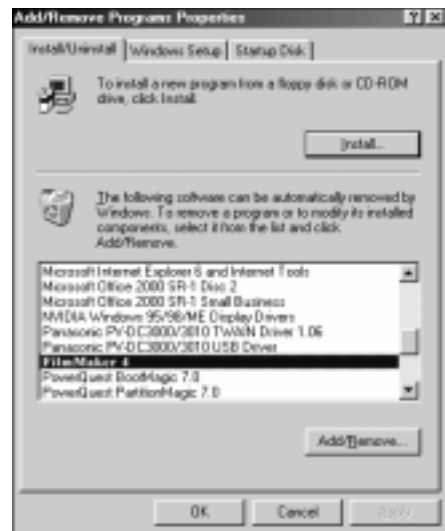 Add/Remove Programs Properties
Install/Uninstall
Windows Setup
Startup Disk
To install a new program from a floppy disk or CD-ROM
drive, click Install.
Install...
The following software can be automatically removed by
Windows. To remove a program or to modify its installed
components, select it from the list and click
Add/Remove.
Microsoft Internet Explorer 6 and Internet Tools
Microsoft Office 2000 SR-1 Disc 2
Microsoft Office 2000 SR-1 Small Business
NVIDIA Windows 95/98/ME Display Drivers
Panasonic PV-DC3000/3010 TWAIN Driver 1.06
Panasonic PV-DC3000/3010 USB Driver
FilmMaker 4
PowerQuest BootMagic 7.0
PowerQuest PartitionMagic 7.0
Add/Remove...
OK
Cancel
Apply